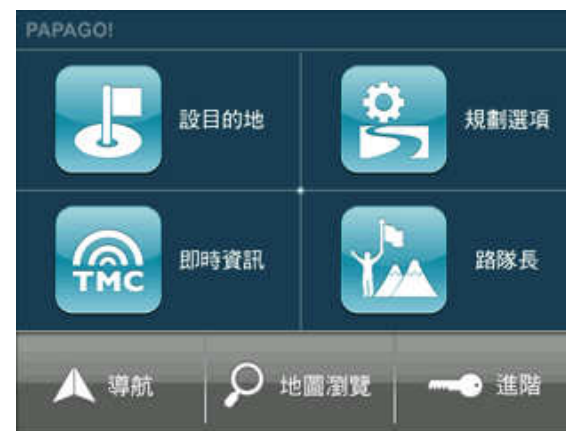 PAPAGO!
設目的地
規劃選項
TMC
即時資訊
路隊長
導航
地圖瀏覽
進階